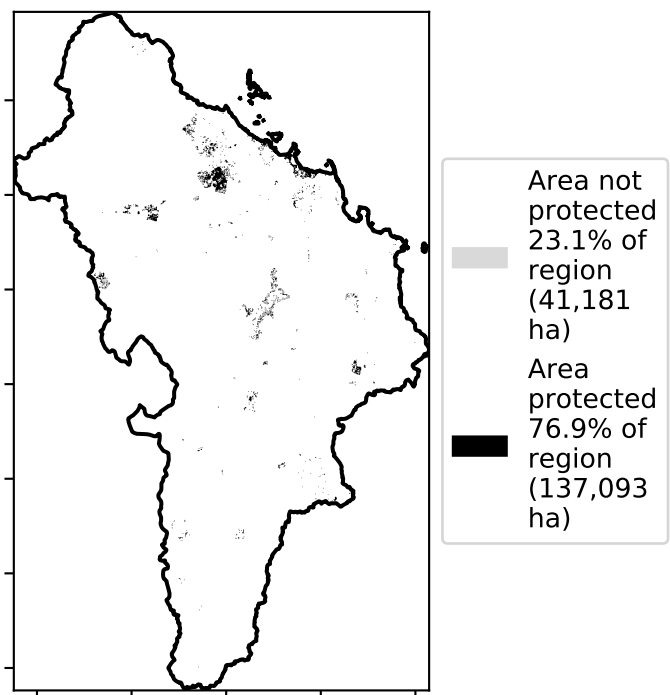 Area not
protected
23.1% of
region
(41,181
ha)
Area
protected
76.9% of
region
(137,093
ha)